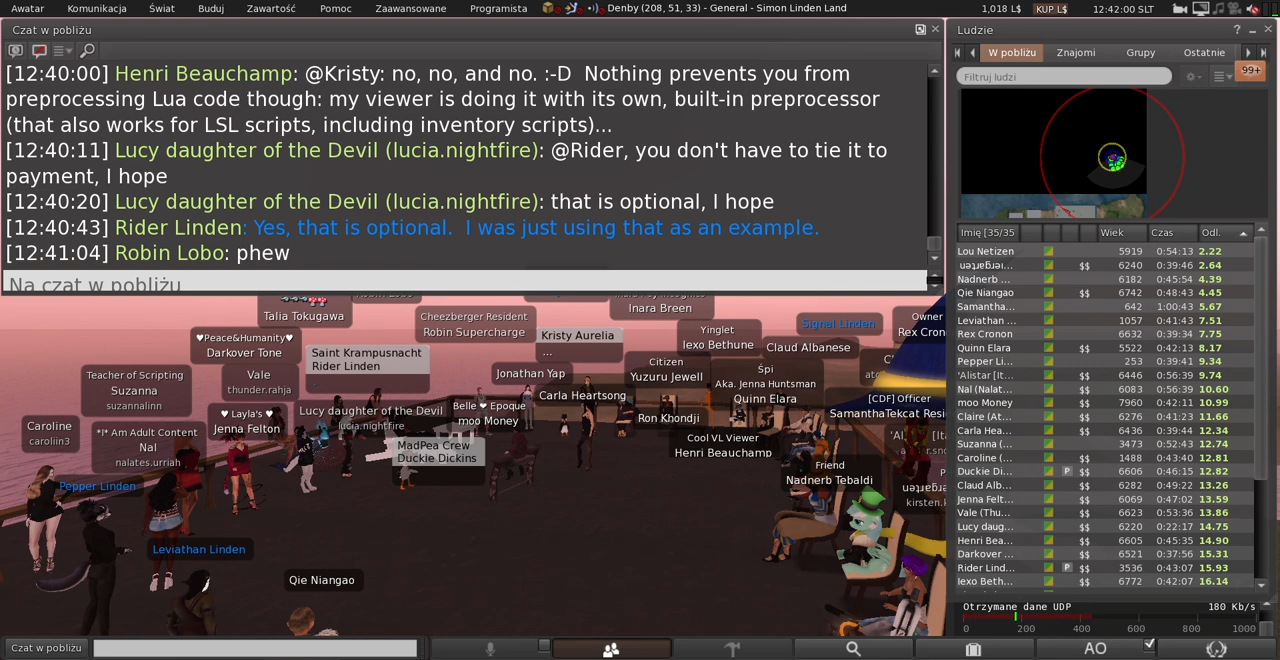 Awatar Komunikacja Świat Buduj Zawartość Pomoc Zaawansowane Programista Denby (208, 51, 33) - General - Simon Linden Land 1,018 L$ KUP L$ 12:42:00 SLT
Czat w pobliżu
[12:40:00] Henri Beauchamp: @Kristy: no, no, and no. :-D Nothing prevents you from
preprocessing Lua code though: my viewer is doing it with its own, built-in preprocessor
(that also works for LSL scripts, including inventory scripts)...
[12:40:11] Lucy daughter of the Devil (lucia.nightfire): @Rider, you don't have to tie it to
payment, I hope
[12:40:20] Lucy daughter of the Devil (lucia.nightfire): that is optional, I hope
[12:40:43] Rider Linden: Yes, that is optional. I was just using that as an example.
[12:41:04] Robin Lobo: phew
Na czat w pobliżu
Talia Tokugawa
Cheezberger Resident
Robin Supercharge
Inara Breen
Kristy Aurelia
...
Yinglet
Iexo Bethune
Signal Linden
Owner
Rex Cron
♥Peace&Humanity♥
Darkover Tone
Saint Krampusnacht
Rider Linden
Claud Albanese
Teacher of Scripting
Suzanna
suzannalinn
Vale
thunder.rahja
Jonathan Yap
Citizen
Yuzuru Jewell
Śpi
Aka. Jenna Huntsman
Quinn Elara
Carla Heartsong
Caroline
caroliin3
♥ Layla's ♥
Jenna Felton
Lucy daughter of the Devil
lucia.nightfire
Belle ♥ Epoque
moo Money
Ron Khondji
[CDF] Officer
SamanthaTekcat Resi
*I* Am Adult Content
Nal
nalates.urriah
MadPea Crew
Duckie Dickins
Cool VL Viewer
Henri Beauchamp
Friend
Nadnerb Tebaldi
Pepper Linden
Leviathan Linden
Qie Niangao
kirsten.k
Ludzie
W pobliżu Znajomi Grupy Ostatnie
Filtruj ludzi 99+
Imię [35/35 Wiek Czas Odl.
Lou Netizen 5919 0:54:13 2.22
$$ 6240 0:39:46 2.64
Nadnerb ... 6182 0:45:54 4.39
Qie Niangao $$ 6742 0:48:43 4.45
Samantha... 642 1:00:43 5.67
Leviathan ... 1057 0:41:43 7.51
Rex Cronon 6632 0:39:34 7.75
Quinn Elara $$ 5522 0:42:13 8.17
Pepper Li... 253 0:39:41 9.34
'Alistar [It... $$ 6446 0:56:39 9.74
Nal (Nalat... $$ 6083 0:56:39 10.60
moo Money $$ 7960 0:42:11 10.99
Claire (At... $$ 6276 0:41:23 11.66
Carla Hea... $$ 6436 0:39:44 12.34
Suzanna (... 3473 0:52:43 12.74
Caroline (... $$ 1488 0:43:40 12.81
Duckie Di... P $$ 6606 0:46:15 12.82
Claud Alb... $$ 6282 0:49:22 13.26
Jenna Felt... $$ 6069 0:47:02 13.59
Vale (Thu... $$ 6623 0:53:36 13.86
Lucy daug... $$ 6220 0:22:17 14.75
Henri Bea... $$ 6605 0:45:35 14.90
Darkover ... $$ 6521 0:37:56 15.31
Rider Lind... P $$ 3536 0:43:07 15.93
Iexo Beth... $$ 6772 0:42:07 16.14
Otrzymane dane UDP 180 Kb/s
0 200 400 600 800 1000
Czat w pobliżu AO